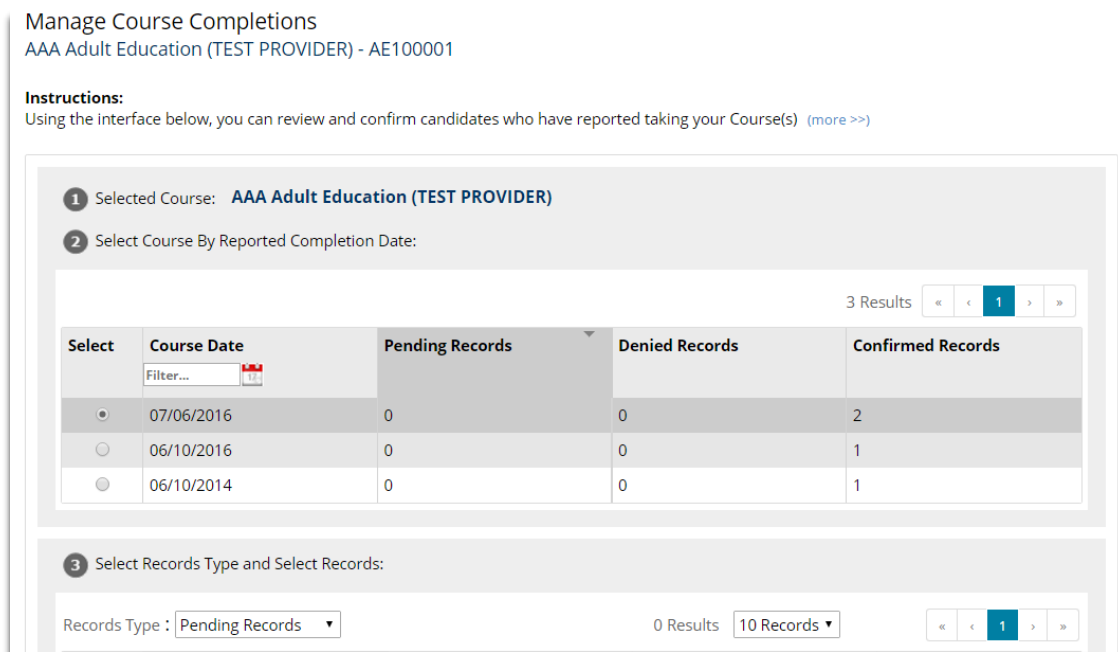 Manage Course Completions
AAA Adult Education (TEST PROVIDER) - AE100001
Instructions:
Using the interface below, you can review and confirm candidates who have reported taking your Course(s) (more >>)
1 Selected Course: AAA Adult Education (TEST PROVIDER)
2 Select Course By Reported Completion Date:
3 Results « ‹ 1 › »
Select Course Date Pending Records Denied Records Confirmed Records
Filter... 12
07/06/2016 0 0 2
06/10/2016 0 0 1
06/10/2014 0 0 1
3 Select Records Type and Select Records:
Records Type : Pending Records 0 Results 10 Records « ‹ 1 › »